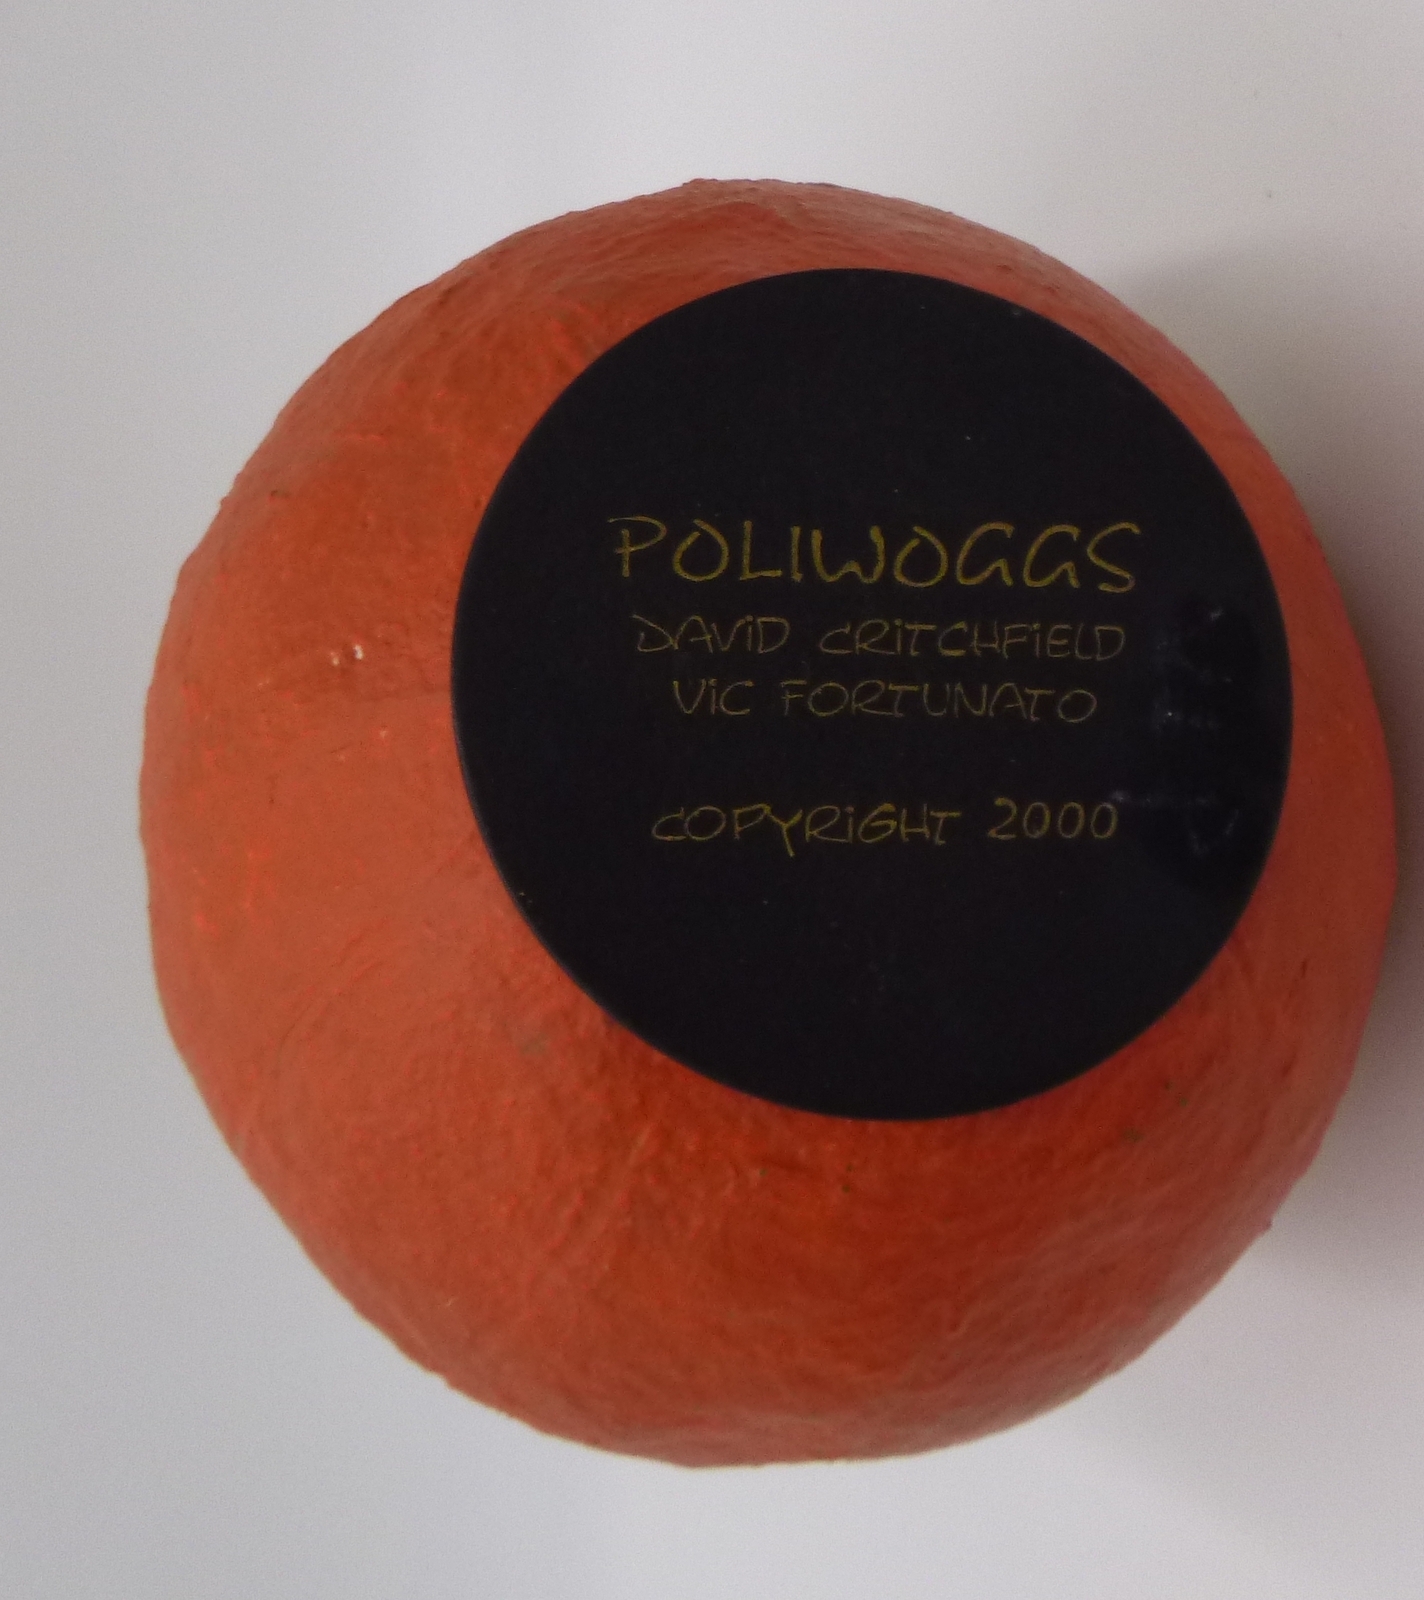 POLIWOGGS
DAViD CRiTCHFiELD
ViC FORTUNATO
COPYRiGHT 2000